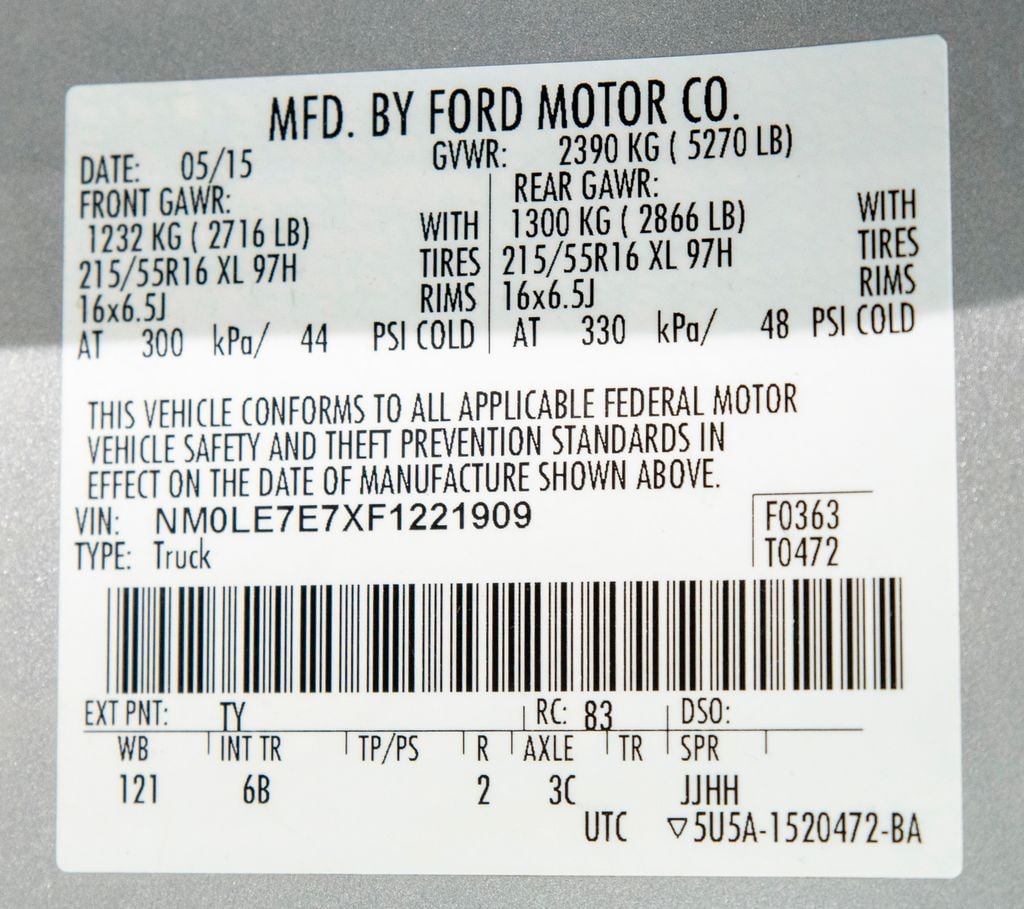 MFD. BY FORD MOTOR CO.
DATE: 05/15 GVWR: 2390 KG ( 5270 LB)
FRONT GAWR: REAR GAWR:
1232 KG ( 2716 LB) WITH 1300 KG ( 2866 LB) WITH
215/55R16 XL 97H TIRES 215/55R16 XL 97H TIRES
16x6.5J RIMS 16x6.5J RIMS
AT 300 kPa/ 44 PSI COLD AT 330 kPa/ 48 PSI COLD
THIS VEHICLE CONFORMS TO ALL APPLICABLE FEDERAL MOTOR
VEHICLE SAFETY AND THEFT PREVENTION STANDARDS IN
EFFECT ON THE DATE OF MANUFACTURE SHOWN ABOVE.
VIN: NM0LE7E7XF1221909 F0363
TYPE: Truck T0472
EXT PNT: TY RC: 83 DSO:
WB INT TR TP/PS R AXLE TR SPR
121 6B 2 3C JJHH
UTC ▽5U5A-1520472-BA